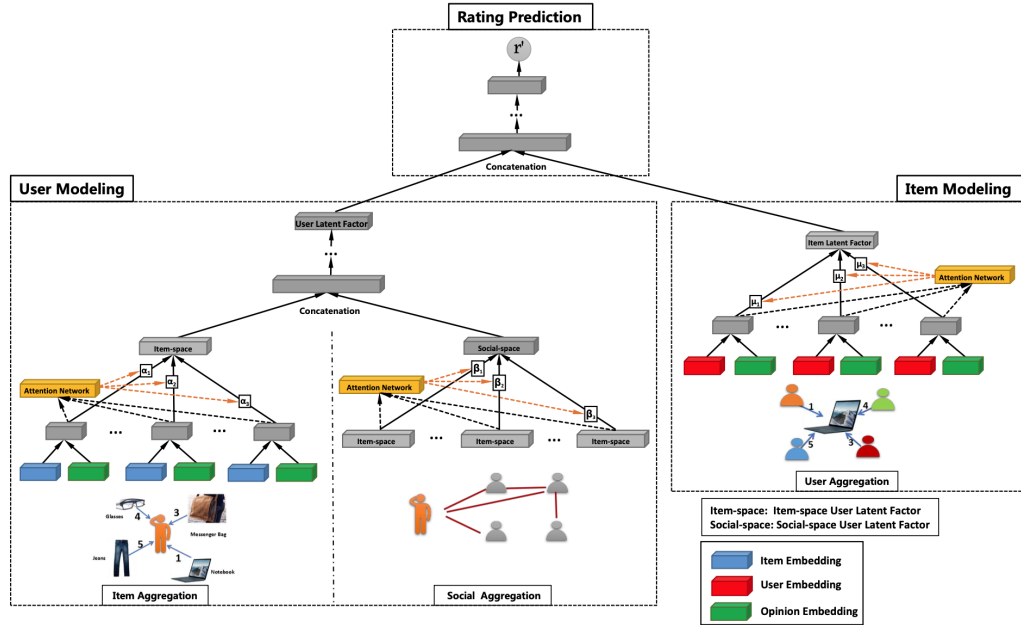 Rating Prediction
r'
...
Concatenation
User Modeling
User Latent Factor
...
Concatenation
Item-space
Social-space
α₁
α₂
α₃
β₁
β₂
β₃
Attention Network
Attention Network
...
...
Item-space
...
Item-space
...
Item-space
Glasses
4
3
Messenger Bag
Jeans
5
1
Notebook
Item Aggregation
Social Aggregation
Item Modeling
Item Latent Factor
μ₃
μ₂
μ₁
Attention Network
...
...
1
4
5
3
User Aggregation
Item-space: Item-space User Latent Factor
Social-space: Social-space User Latent Factor
Item Embedding
User Embedding
Opinion Embedding